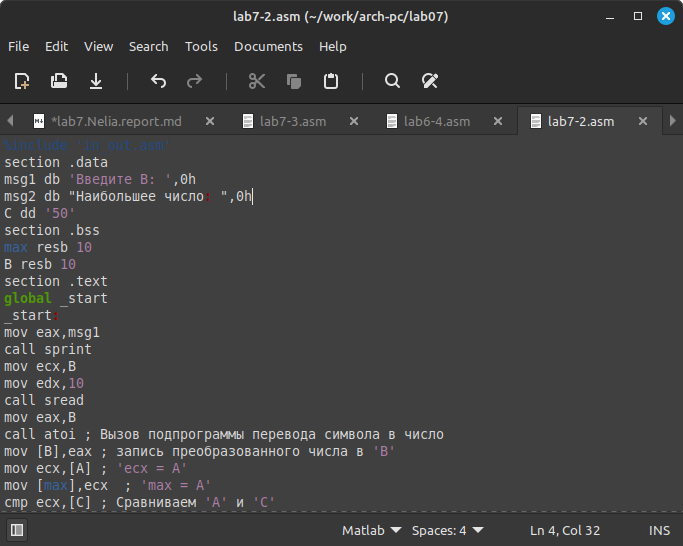 lab7-2.asm (~/work/arch-pc/lab07)
File Edit View Search Tools Documents Help
*lab7.Nelia.report.md lab7-3.asm lab6-4.asm lab7-2.asm
%include 'in_out.asm'
section .data
msg1 db 'Введите B: ',0h
msg2 db "Наибольшее число: ",0h
C dd '50'
section .bss
max resb 10
B resb 10
section .text
global _start
_start:
mov eax,msg1
call sprint
mov ecx,B
mov edx,10
call sread
mov eax,B
call atoi ; Вызов подпрограммы перевода символа в число
mov [B],eax ; запись преобразованного числа в 'B'
mov ecx,[A] ; 'ecx = A'
mov [max],ecx  ; 'max = A'
cmp ecx,[C] ; Сравниваем 'A' и 'С'
Matlab Spaces: 4 Ln 4, Col 32 INS